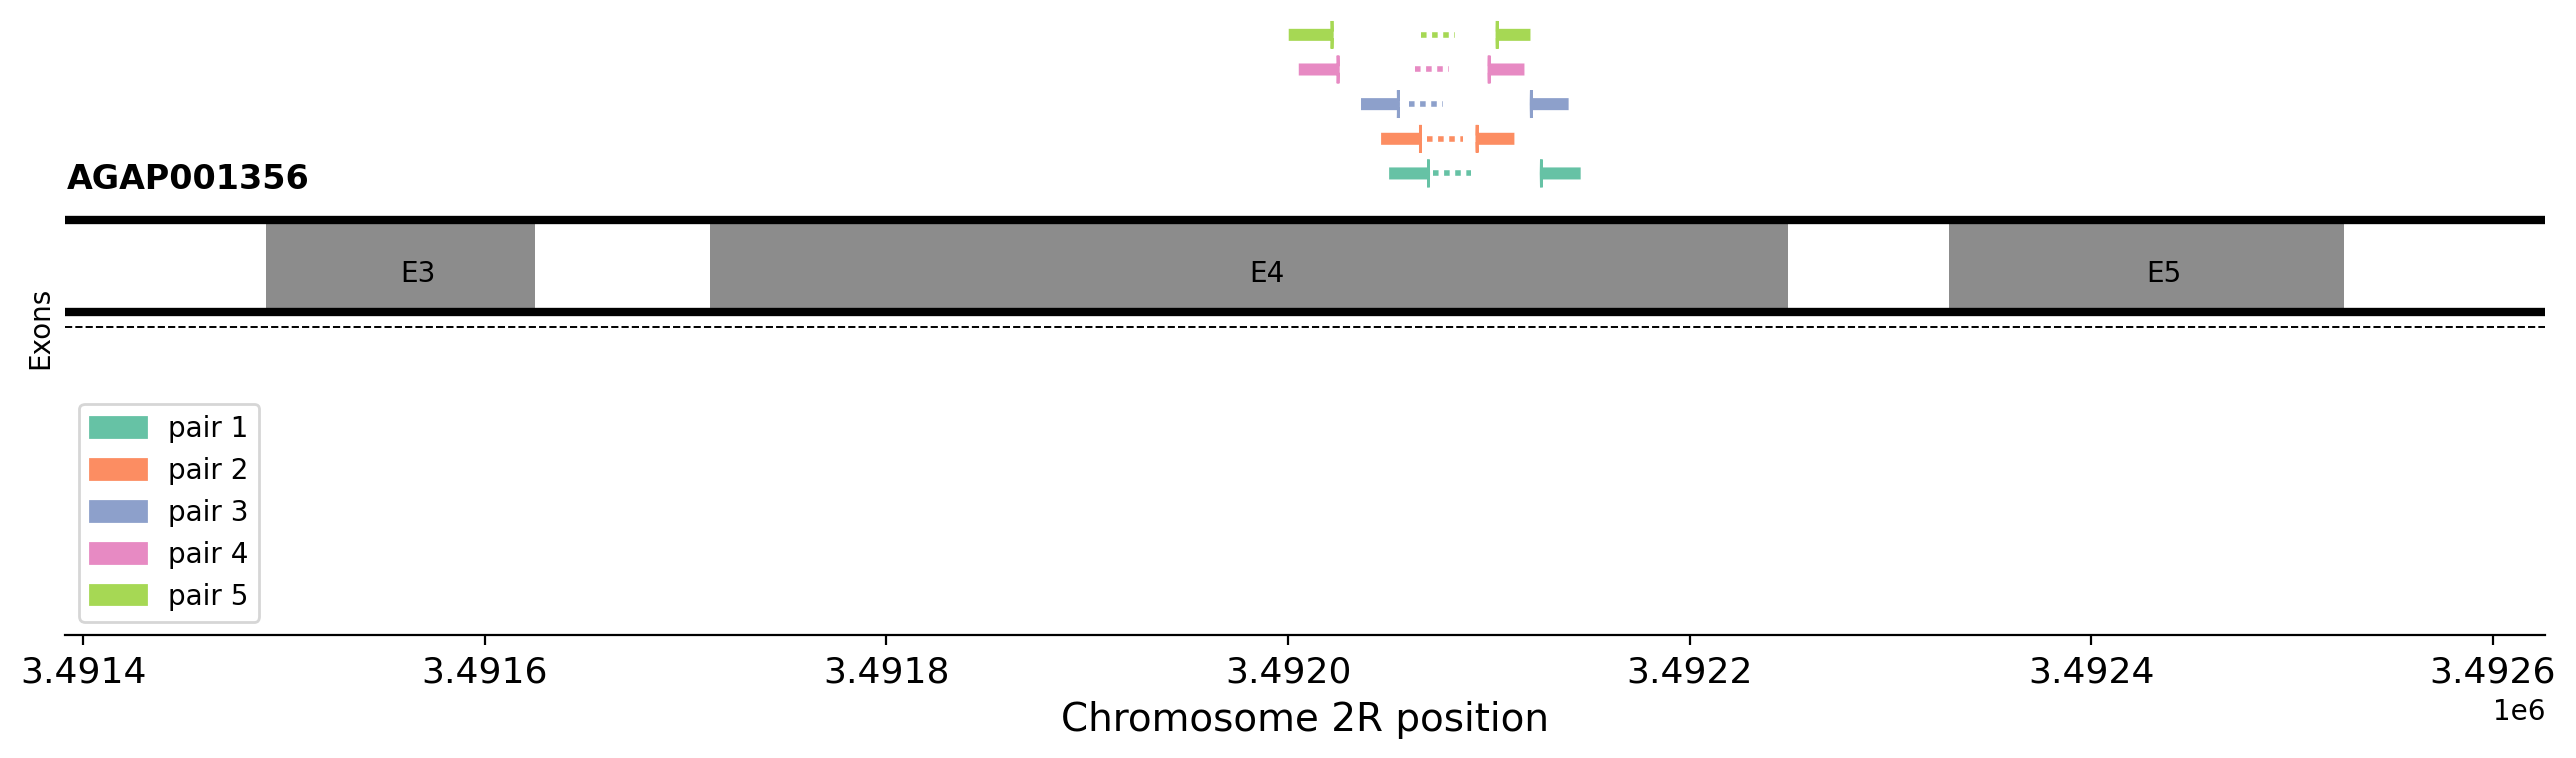 AGAP001356
E3
E4
E5
Exons
pair 1
pair 2
pair 3
pair 4
pair 5
3.4914
3.4916
3.4918
3.4920
3.4922
3.4924
3.4926
1e6
Chromosome 2R position